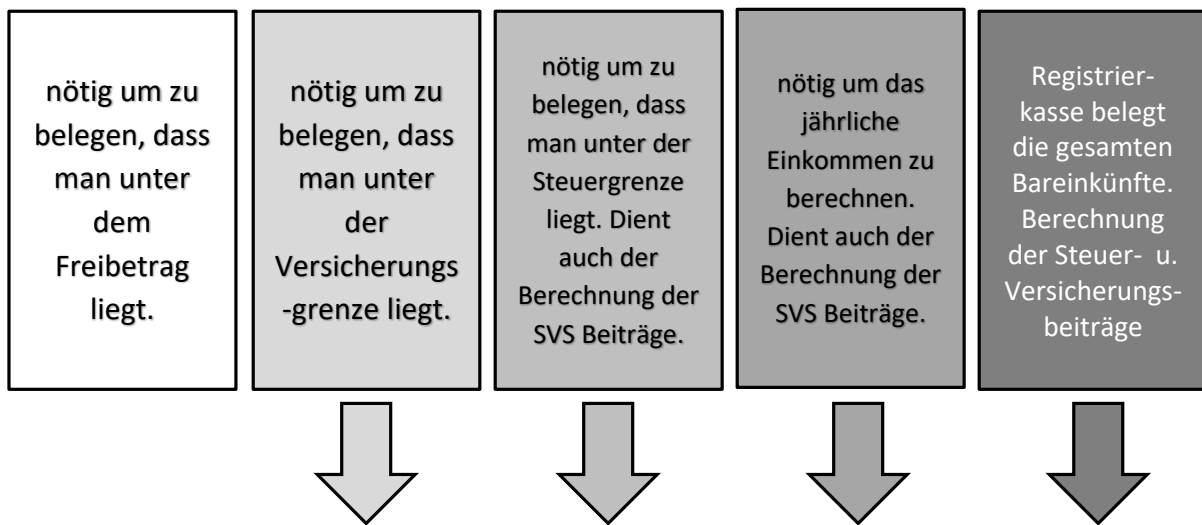 nötig um zu
belegen, dass
man unter
dem
Freibetrag
liegt.
nötig um zu
belegen, dass
man unter
der
Versicherungs
-grenze liegt.
nötig um zu
belegen, dass
man unter der
Steuergrenze
liegt. Dient
auch der
Berechnung der
SVS Beiträge.
nötig um das
jährliche
Einkommen zu
berechnen.
Dient auch der
Berechnung der
SVS Beiträge.
Registrier-
kasse belegt
die gesamten
Bareinkünfte.
Berechnung
der Steuer- u.
Versicherungs-
beiträge